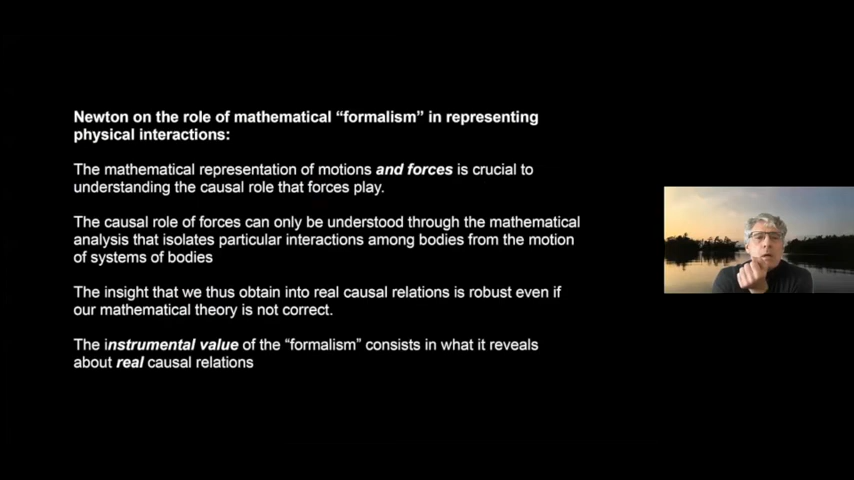 Newton on the role of mathematical “formalism” in representing
physical interactions:
The mathematical representation of motions and forces is crucial to
understanding the causal role that forces play.
The causal role of forces can only be understood through the mathematical
analysis that isolates particular interactions among bodies from the motion
of systems of bodies
The insight that we thus obtain into real causal relations is robust even if
our mathematical theory is not correct.
The instrumental value of the “formalism” consists in what it reveals
about real causal relations